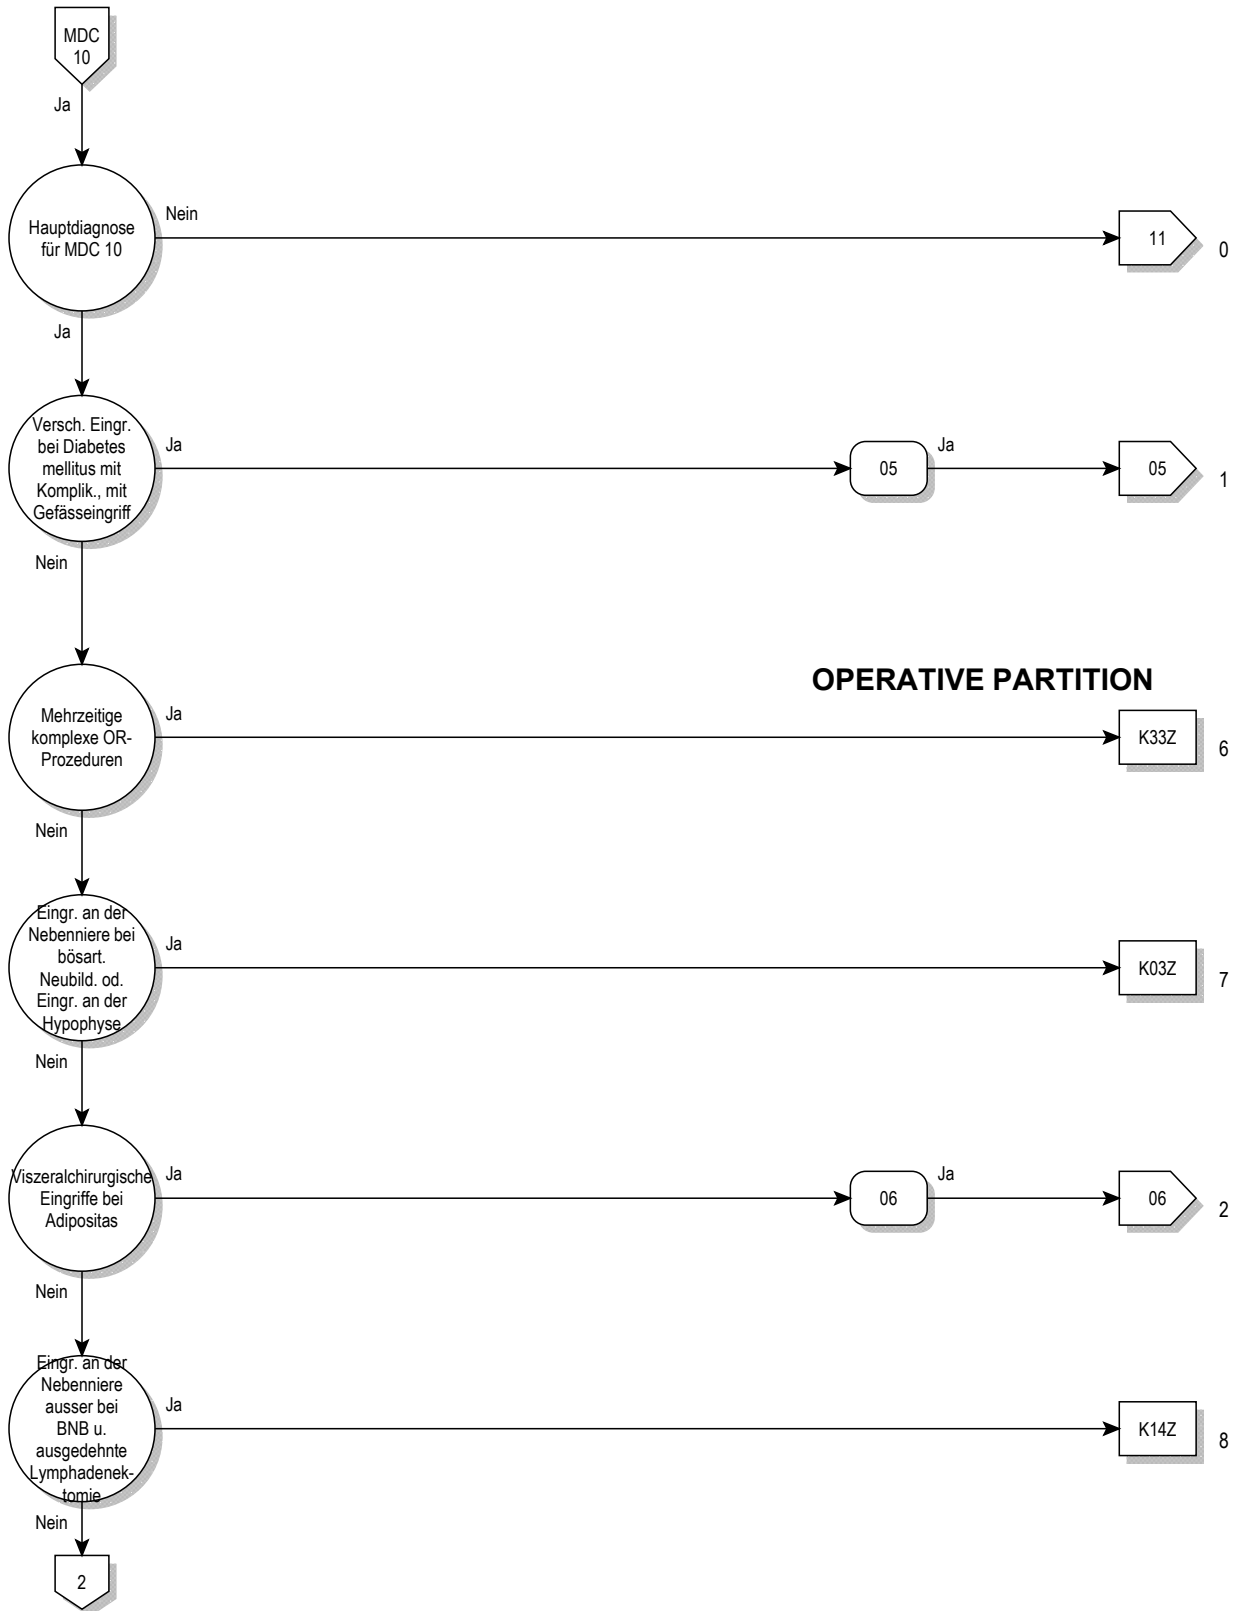 MDC
10
Ja
Hauptdiagnose
für MDC 10
Nein
11
0
Ja
Versch. Eingr.
bei Diabetes
mellitus mit
Komplik., mit
Gefässeingriff
Ja
05
Ja
05
1
Nein
OPERATIVE PARTITION
Mehrzeitige
komplexe OR-
Prozeduren
Ja
K33Z
6
Nein
Eingr. an der
Nebenniere bei
bösart.
Neubild. od.
Eingr. an der
Hypophyse
Ja
K03Z
7
Nein
Viszeralchirurgische
Eingriffe bei
Adipositas
Ja
06
Ja
06
2
Nein
Eingr. an der
Nebenniere
ausser bei
BNB u.
ausgedehnte
Lymphadenek-
tomie
Ja
K14Z
8
Nein
2